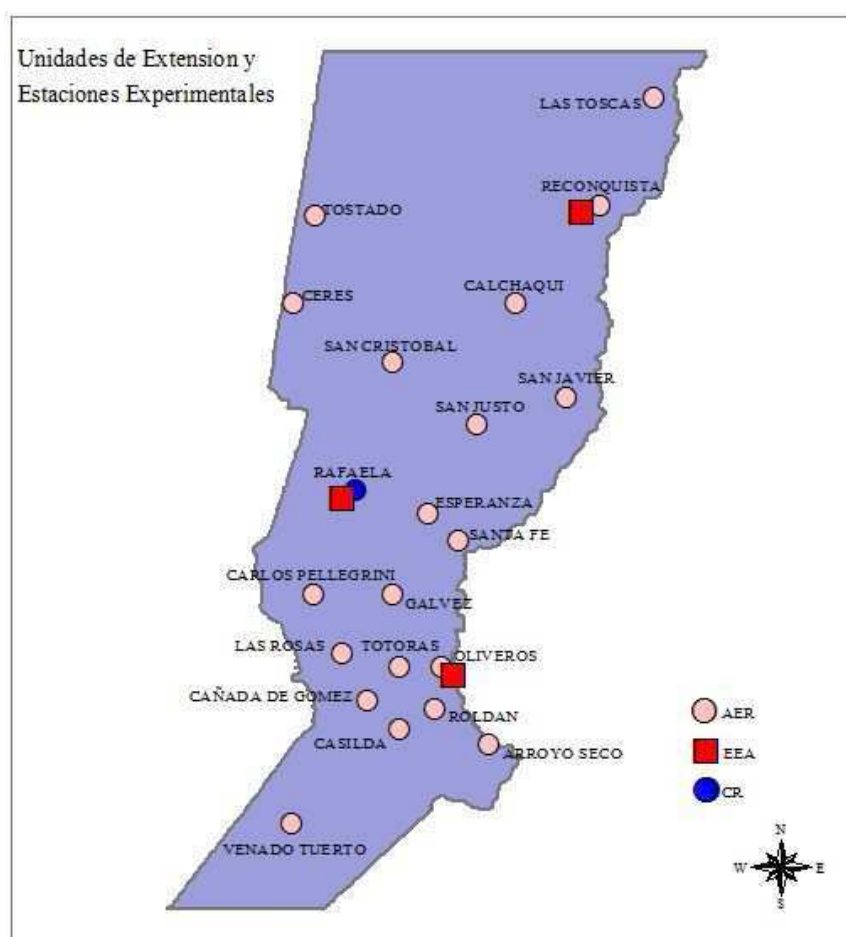 Unidades de Extension y
Estaciones Experimentales
LAS TOSCAS
RECONQUISTA
TOSTADO
CERES
CALCHAQUI
SAN CRISTOBAL
SAN JAVIER
SAN JUSTO
RAFAELA
ESPERANZA
SANTA FE
CARLOS PELLEGRINI
GALVEZ
LAS ROSAS
TOTORAS
OLIVEROS
CAÑADA DE GOMEZ
ROLDAN
CASILDA
ARROYO SECO
VENADO TUERTO
AER
EEA
CR
N
W
E
S